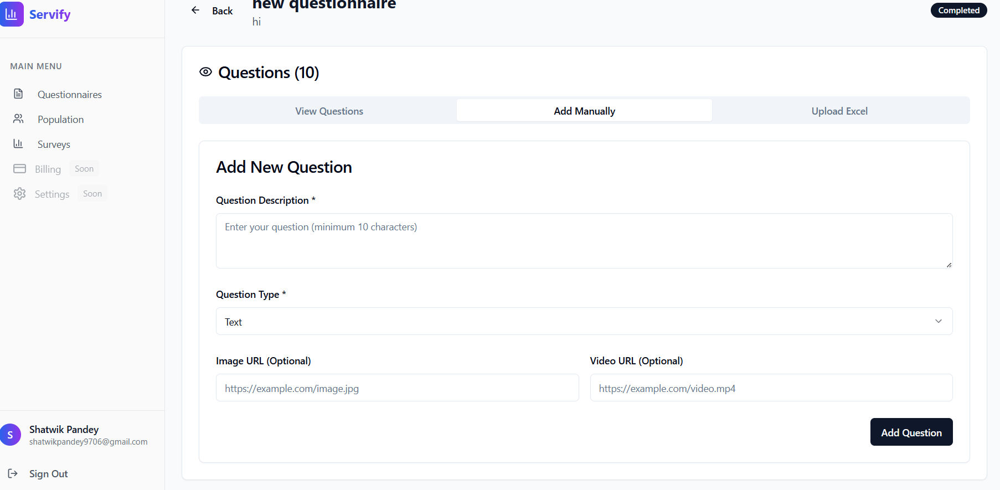 Servify
MAIN MENU
Questionnaires
Population
Surveys
Billing Soon
Settings Soon
S
Shatwik Pandey
shatwikpandey9706@gmail.com
Sign Out
Back
new questionnaire
hi
Completed
Questions (10)
View Questions Add Manually Upload Excel
Add New Question
Question Description *
Enter your question (minimum 10 characters)
Question Type *
Text
Image URL (Optional) Video URL (Optional)
https://example.com/image.jpg https://example.com/video.mp4
Add Question